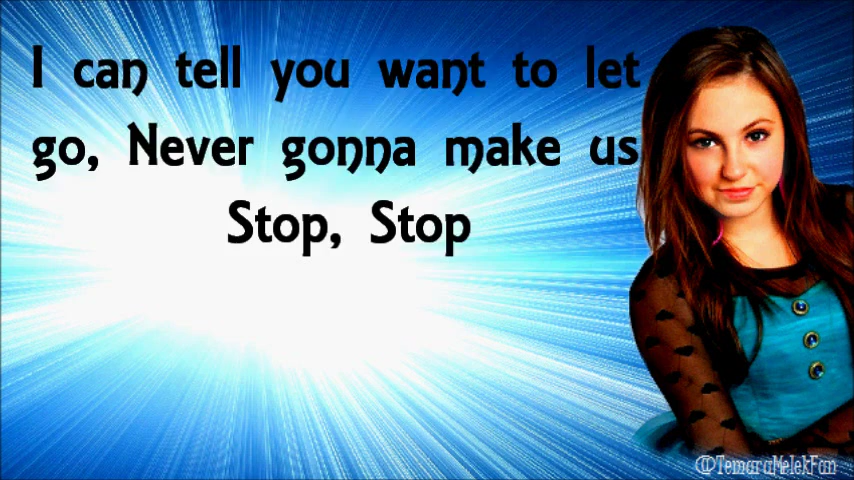 I can tell you want to let
go, Never gonna make us
Stop, Stop
@TemaraMelekFan